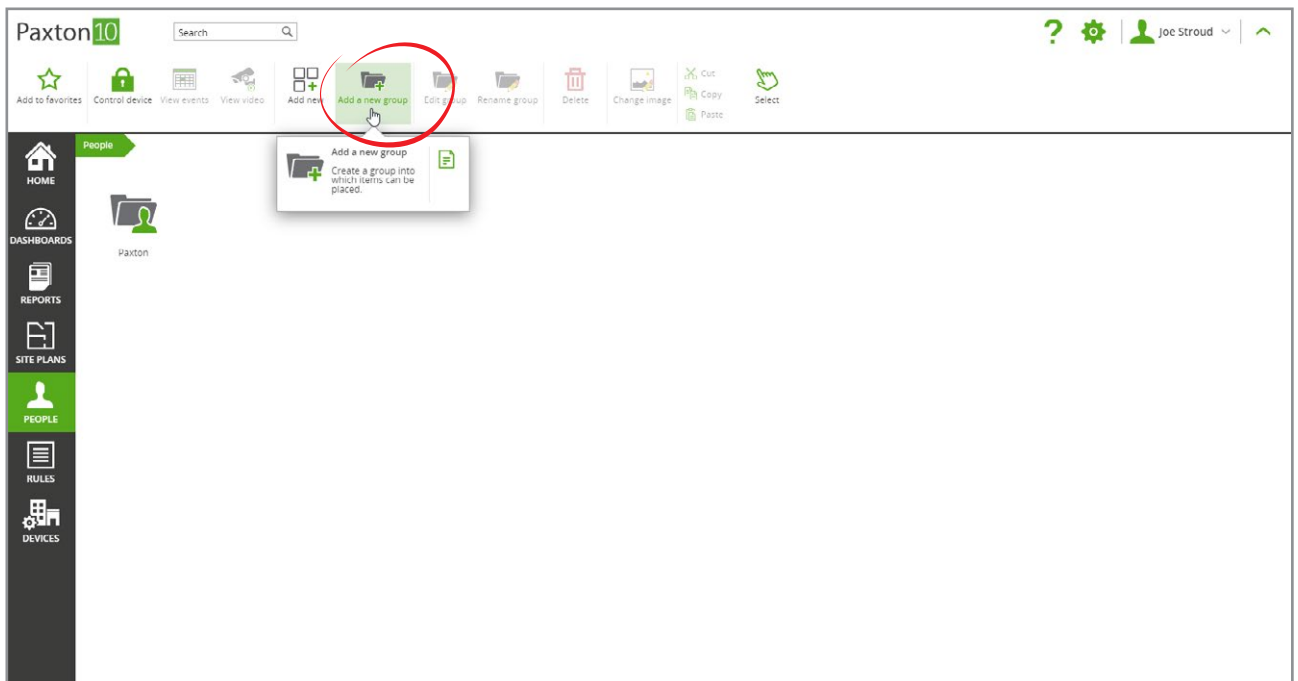 Paxton10
Search
Joe Stroud
Add to favorites
Control device
View events
View video
Add new
Add a new group
Edit group
Rename group
Delete
Change image
Cut
Copy
Paste
Select
People
Add a new group
Create a group into
which items can be
placed.
Paxton
HOME
DASHBOARDS
REPORTS
SITE PLANS
PEOPLE
RULES
DEVICES